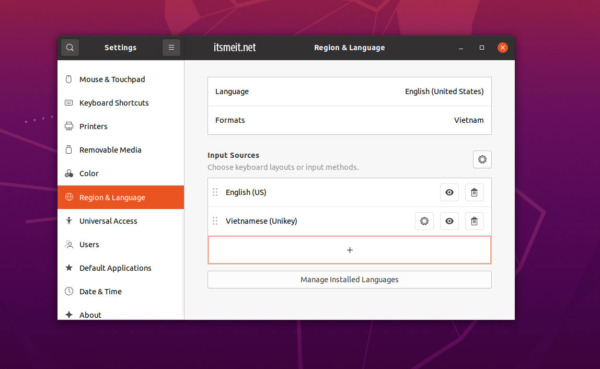 Settings
itsmeit.net
Region & Language
Mouse & Touchpad
Keyboard Shortcuts
Printers
Removable Media
Color
Region & Language
Universal Access
Users
Default Applications
Date & Time
About
Language English (United States)
Formats Vietnam
Input Sources
Choose keyboard layouts or input methods.
English (US)
Vietnamese (Unikey)
+
Manage Installed Languages